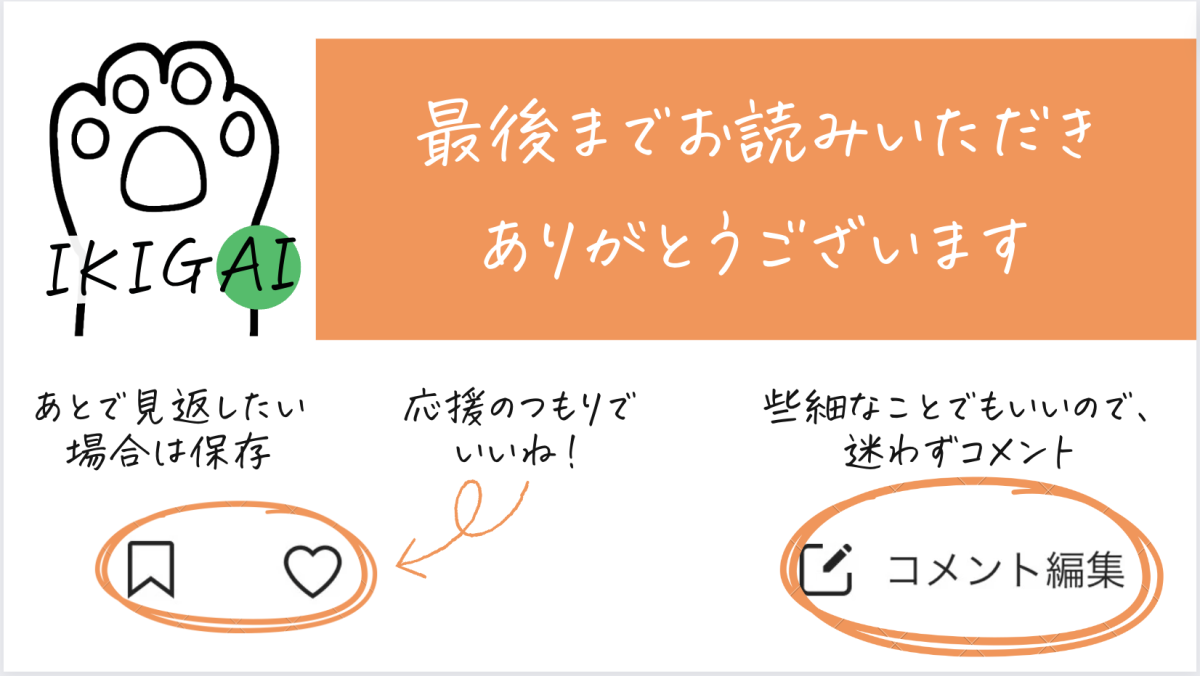 最後までお読みいただき
ありがとうございます
IKIGAI
あとで見返したい
場合は保存
応援のつもりで
いいね!
些細なことでもいいので、
迷わずコメント
コメント編集